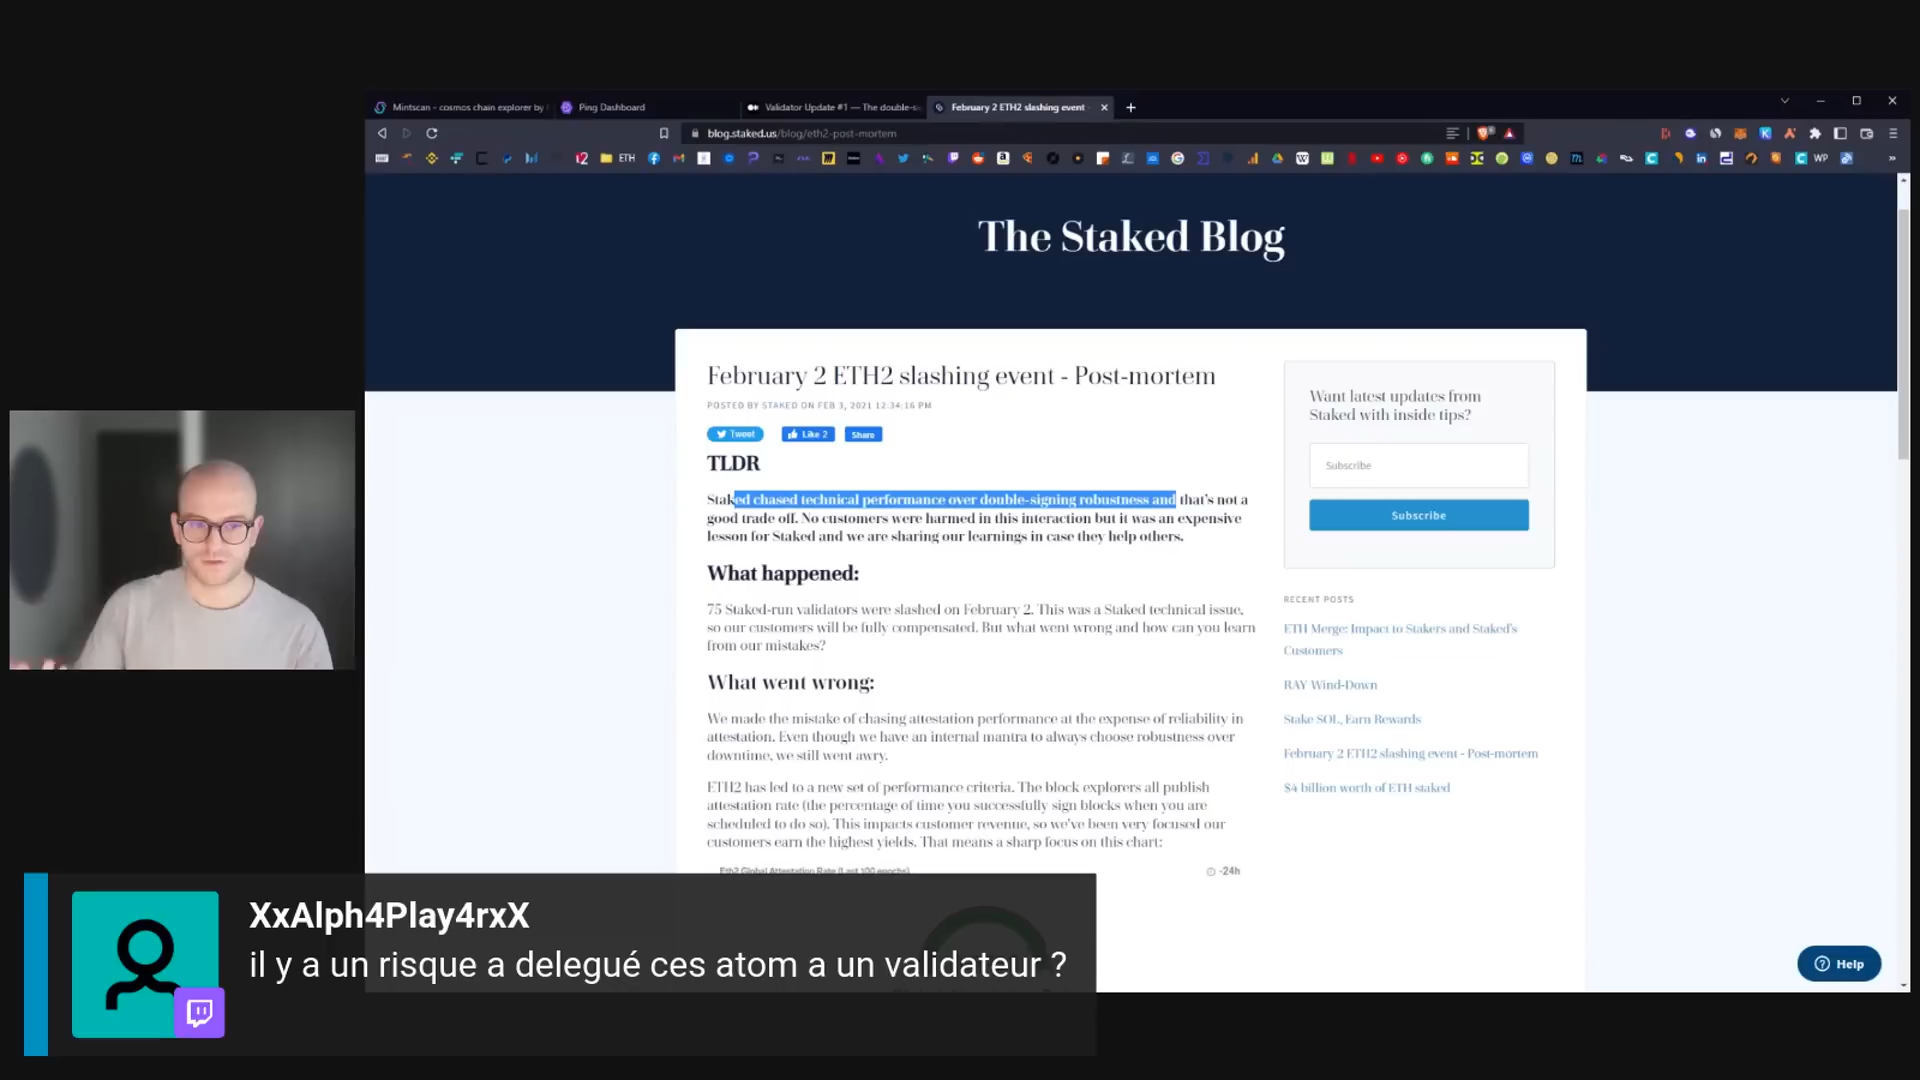 Mintscan - cosmos chain explorer by
Ping Dashboard
Validator Update #1 — The double-s
February 2 ETH2 slashing event
blog.staked.us/blog/eth2-post-mortem
ETH
WP
The Staked Blog
February 2 ETH2 slashing event - Post-mortem
POSTED BY STAKED ON FEB 3, 2021 12:34:16 PM
Tweet
Like 2
Share
TLDR
Staked chased technical performance over double-signing robustness and that's not a
good trade off. No customers were harmed in this interaction but it was an expensive
lesson for Staked and we are sharing our learnings in case they help others.
What happened:
75 Staked-run validators were slashed on February 2. This was a Staked technical issue,
so our customers will be fully compensated. But what went wrong and how can you learn
from our mistakes?
What went wrong:
We made the mistake of chasing attestation performance at the expense of reliability in
attestation. Even though we have an internal mantra to always choose robustness over
downtime, we still went awry.
ETH2 has led to a new set of performance criteria. The block explorers all publish
attestation rate (the percentage of time you successfully sign blocks when you are
scheduled to do so). This impacts customer revenue, so we've been very focused our
customers earn the highest yields. That means a sharp focus on this chart:
Eth2 Global Attestation Rate (Last 100 epochs)
-24h
Want latest updates from
Staked with inside tips?
Subscribe
Subscribe
RECENT POSTS
ETH Merge: Impact to Stakers and Staked's
Customers
RAY Wind-Down
Stake SOL, Earn Rewards
February 2 ETH2 slashing event - Post-mortem
$4 billion worth of ETH staked
Help
XxAlph4Play4rxX
il y a un risque a delegué ces atom a un validateur ?